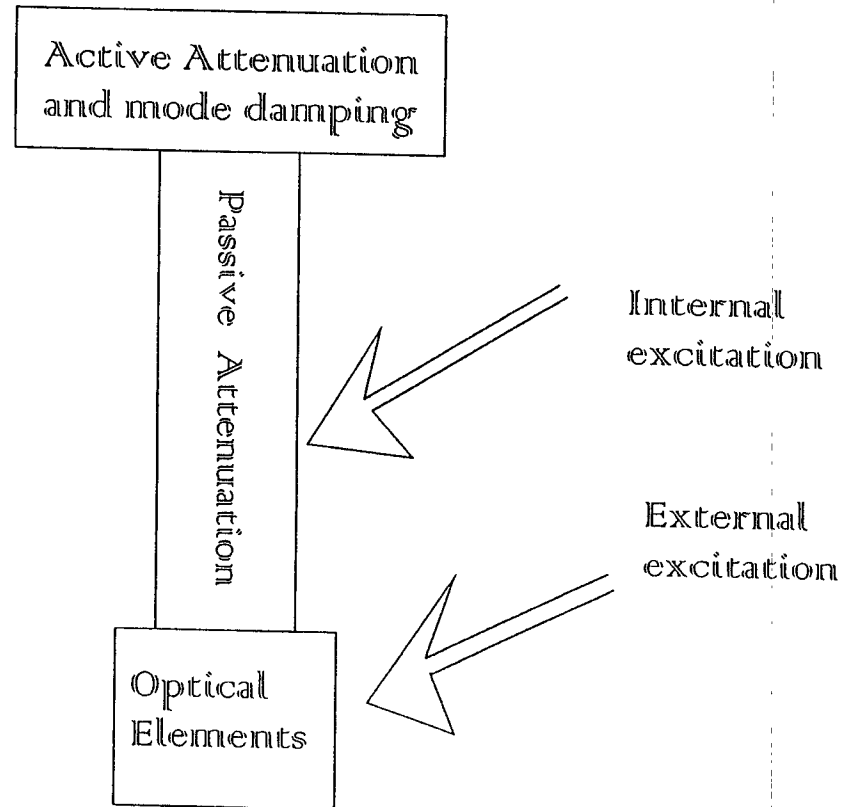 Active Attenuation
and mode damping
Passive Attenuation
Internal
excitation
External
excitation
Optical
Elements